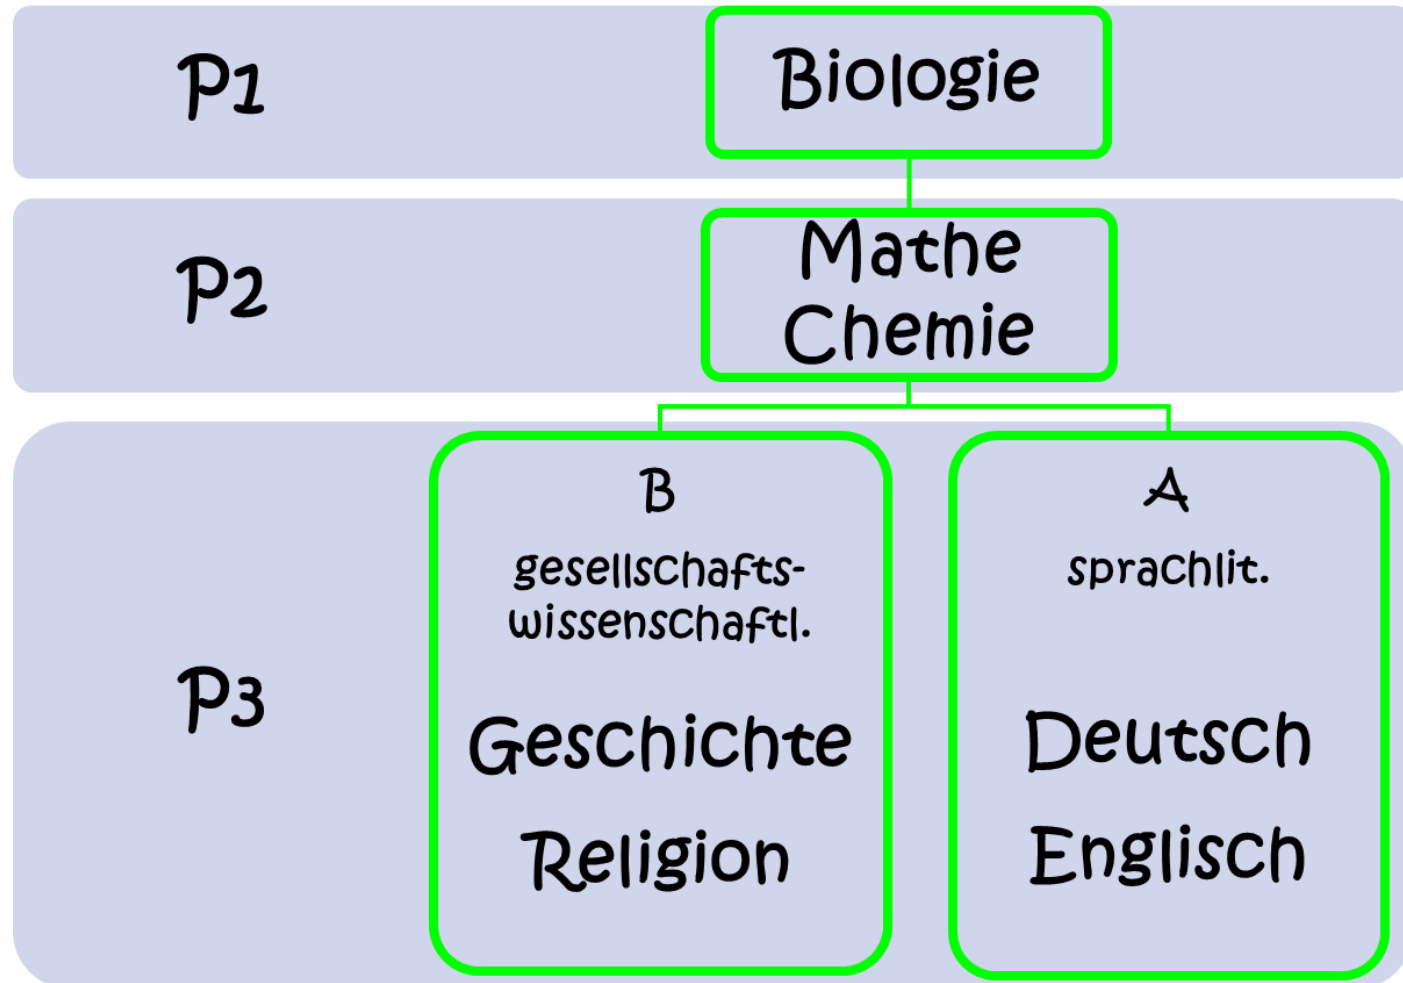 P1
Biologie
P2
Mathe
Chemie
P3
B
gesellschafts-
wissenschaftl.
Geschichte
Religion
A
sprachlit.
Deutsch
Englisch